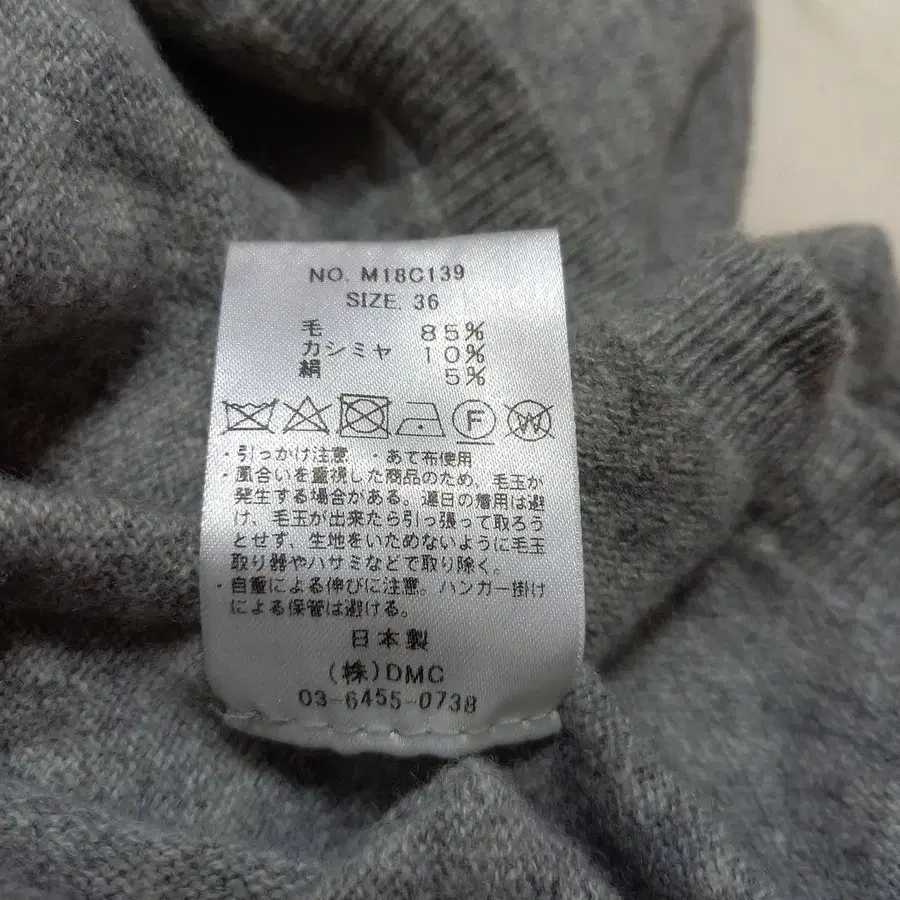 NO. M18C139
SIZE. 36
毛 85%
カシミヤ 10%
絹 5%
F W
・引っかけ注意 ・あて布使用
・風合いを重視した商品のため、毛玉が
発生する場合がある。連日の着用は避
け、毛玉が出来たら引っ張って取ろう
とせず、生地をいためないように毛玉
取り器やハサミなどで取り除く。
・自重による伸びに注意。ハンガー掛け
による保管は避ける。
日本製
(株)DMC
03-6455-0738